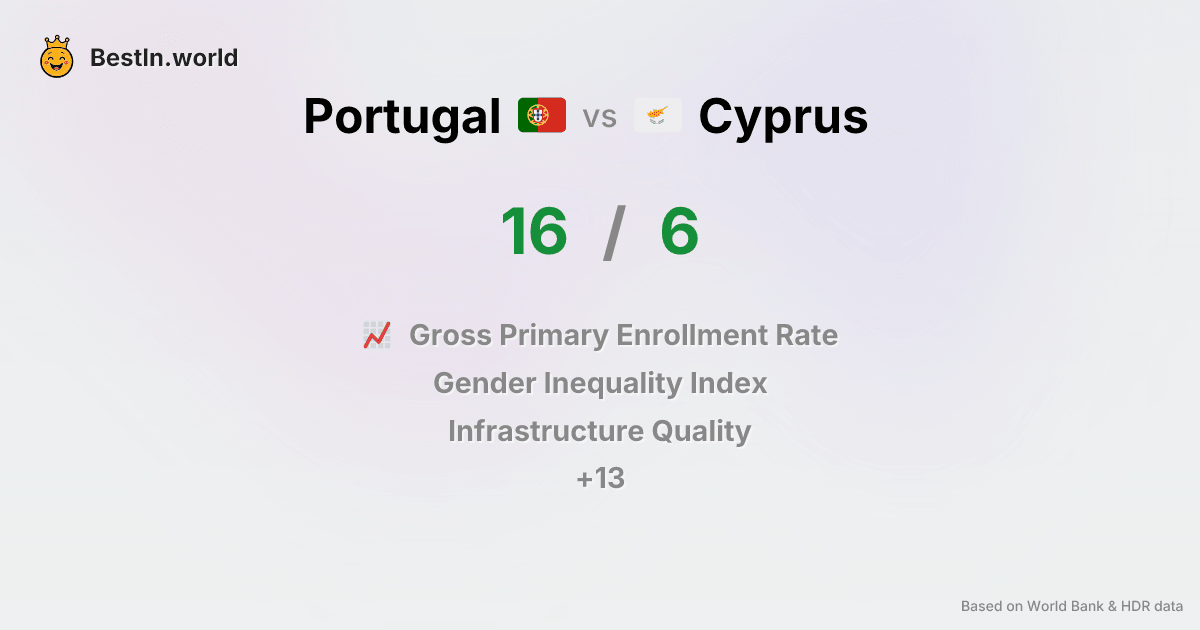 BestIn.world
Portugal vs Cyprus
16 / 6
Gross Primary Enrollment Rate
Gender Inequality Index
Infrastructure Quality
+13
Based on World Bank & HDR data